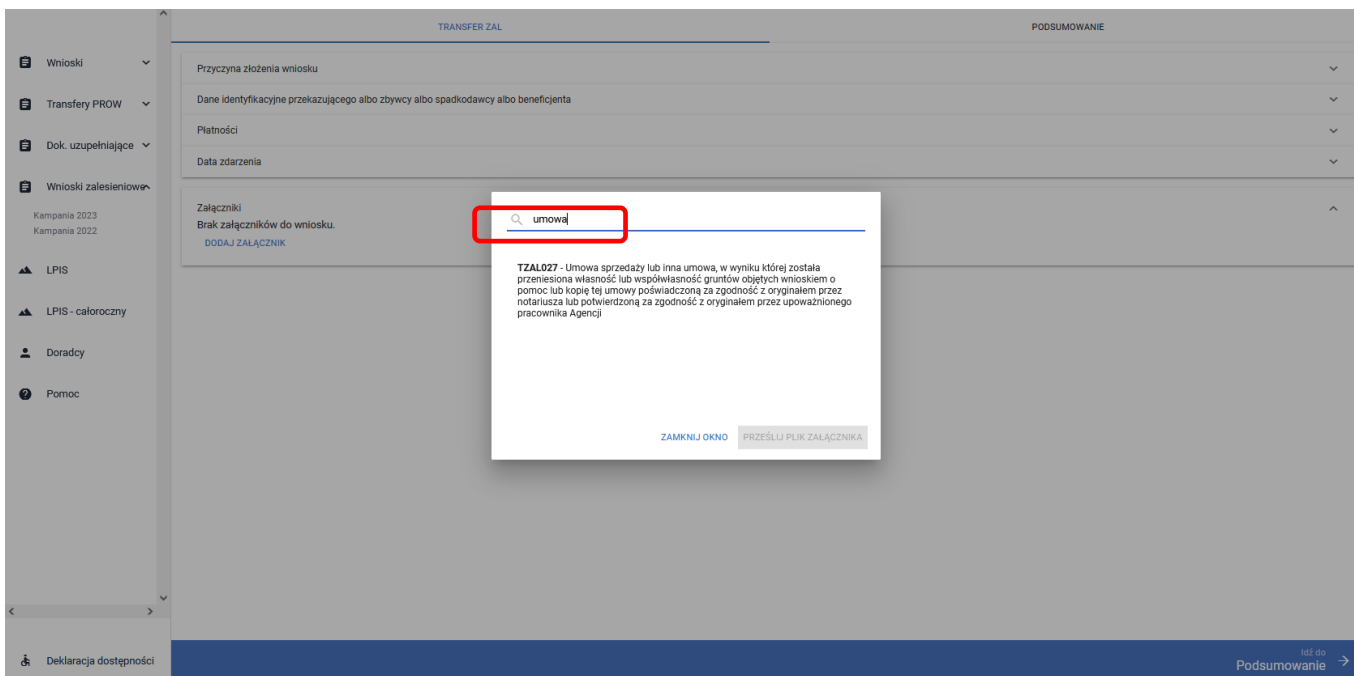 TRANSFER ZAL
PODSUMOWANIE
Wnioski
Transfery PROW
Dok. uzupełniające
Wnioski zalesieniowe
Kampania 2023
Kampania 2022
LPIS
LPIS - całoroczny
Doradcy
Pomoc
Deklaracja dostępności
Przyczyna złożenia wniosku
Dane identyfikacyjne przekazującego albo zbywcy albo spadkodawcy albo beneficjenta
Płatności
Data zdarzenia
Załączniki
Brak załączników do wniosku.
DODAJ ZAŁĄCZNIK
umowa
TZAL027 - Umowa sprzedaży lub inna umowa, w wyniku której została
przeniesiona własność lub współwłasność gruntów objętych wnioskiem o
pomoc lub kopię tej umowy poświadczoną za zgodność z oryginałem przez
notariusza lub potwierdzoną za zgodność z oryginałem przez upoważnionego
pracownika Agencji
ZAMKNIJ OKNO
PRZEŚLIJ PLIK ZAŁĄCZNIKA
Idź do
Podsumowanie